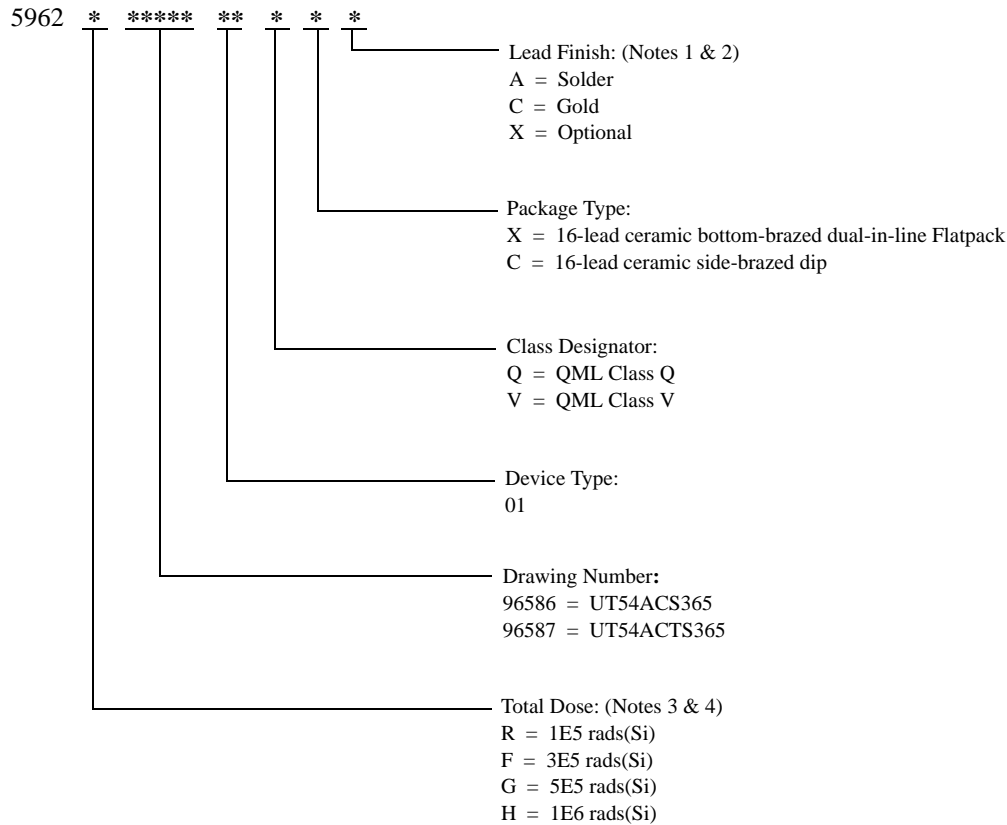 5962 * ***** ** * * *
Lead Finish: (Notes 1 & 2)
A = Solder
C = Gold
X = Optional
Package Type:
X = 16-lead ceramic bottom-brazed dual-in-line Flatpack
C = 16-lead ceramic side-brazed dip
Class Designator:
Q = QML Class Q
V = QML Class V
Device Type:
01
Drawing Number:
96586 = UT54ACS365
96587 = UT54ACTS365
Total Dose: (Notes 3 & 4)
R = 1E5 rads(Si)
F = 3E5 rads(Si)
G = 5E5 rads(Si)
H = 1E6 rads(Si)